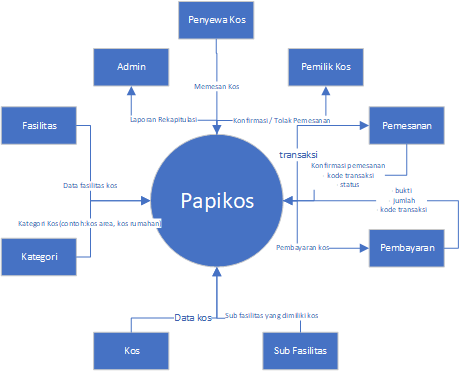 Penyewa Kos
Admin
Pemilik Kos
Memesan Kos
Laporan Rekapitulasi
Konfirmasi / Tolak Pemesanan
Fasilitas
Pemesanan
transaksi
Konfirmasi pemesanan
- kode transaksi
- status
Data fasilitas kos
Papikos
- bukti
- jumlah
- kode transaksi
Kategori Kos(contoh:kos area, kos rumahan)
Kategori
Pembayaran kos
Pembayaran
Data kos
Sub fasilitas yang dimiliki kos
Kos
Sub Fasilitas